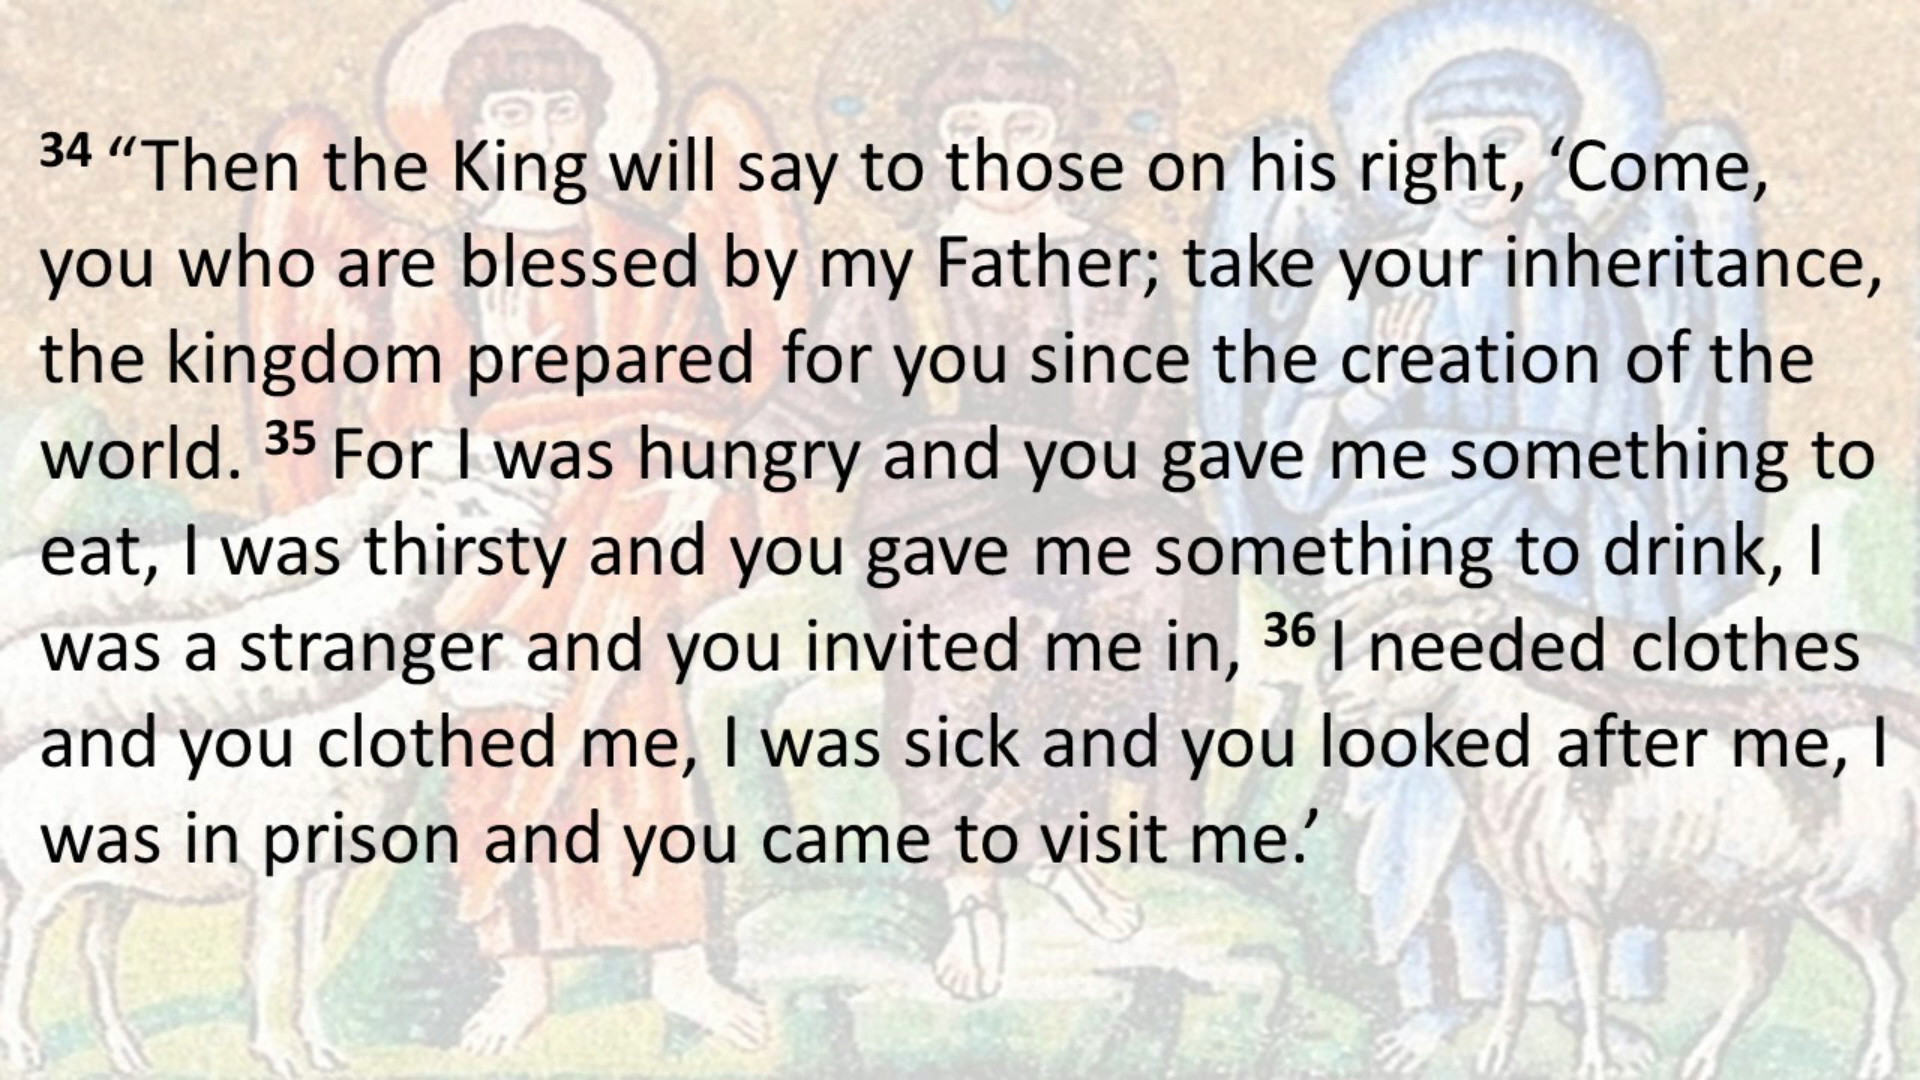 34 “Then the King will say to those on his right, ‘Come,
you who are blessed by my Father; take your inheritance,
the kingdom prepared for you since the creation of the
world. 35 For I was hungry and you gave me something to
eat, I was thirsty and you gave me something to drink, I
was a stranger and you invited me in, 36 I needed clothes
and you clothed me, I was sick and you looked after me, I
was in prison and you came to visit me.’